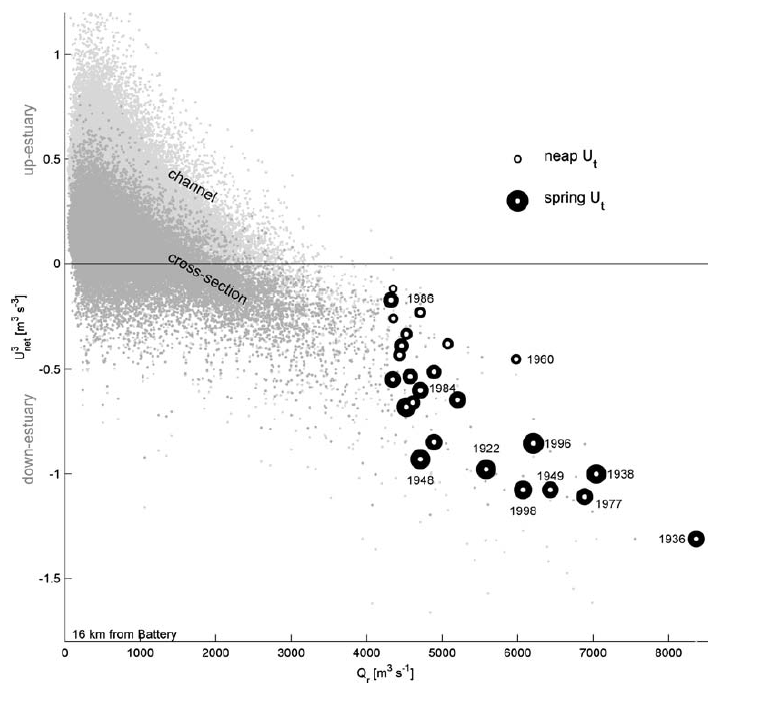 1
0.5
0
-0.5
-1
-1.5
up-estuary
down-estuary
U³net [m³ s⁻³]
channel
cross-section
neap Ut
spring Ut
1986
1960
1984
1922
1996
1948
1949
1938
1998
1977
1936
16 km from Battery
0 1000 2000 3000 4000 5000 6000 7000 8000
Qr [m³ s⁻¹]